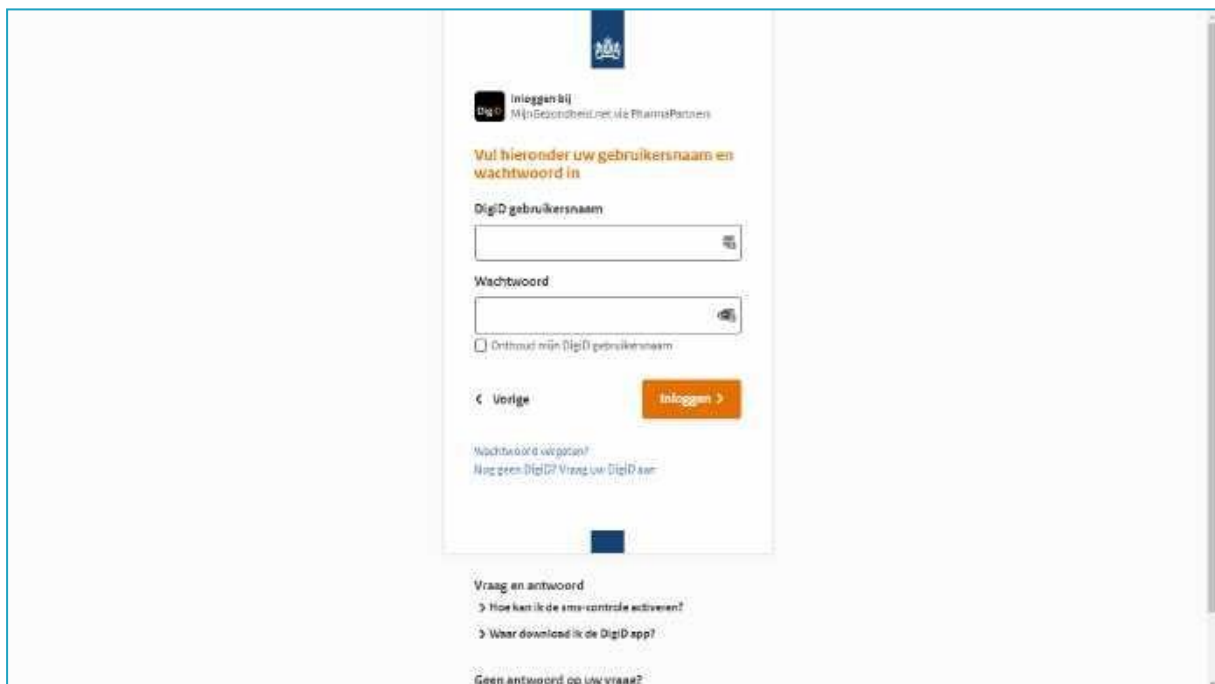 DigiD
Inloggen bij
MijnGezondheid.net via PharmaPartners
Vul hieronder uw gebruikersnaam en
wachtwoord in
DigiD gebruikersnaam
Wachtwoord
Onthoud mijn DigiD gebruikersnaam
Vorige
Inloggen
Wachtwoord vergeten?
Nog geen DigiD? Vraag uw DigiD aan
Vraag en antwoord
Hoe kan ik de sms-controle activeren?
Waar download ik de DigiD app?
Geen antwoord op uw vraag?